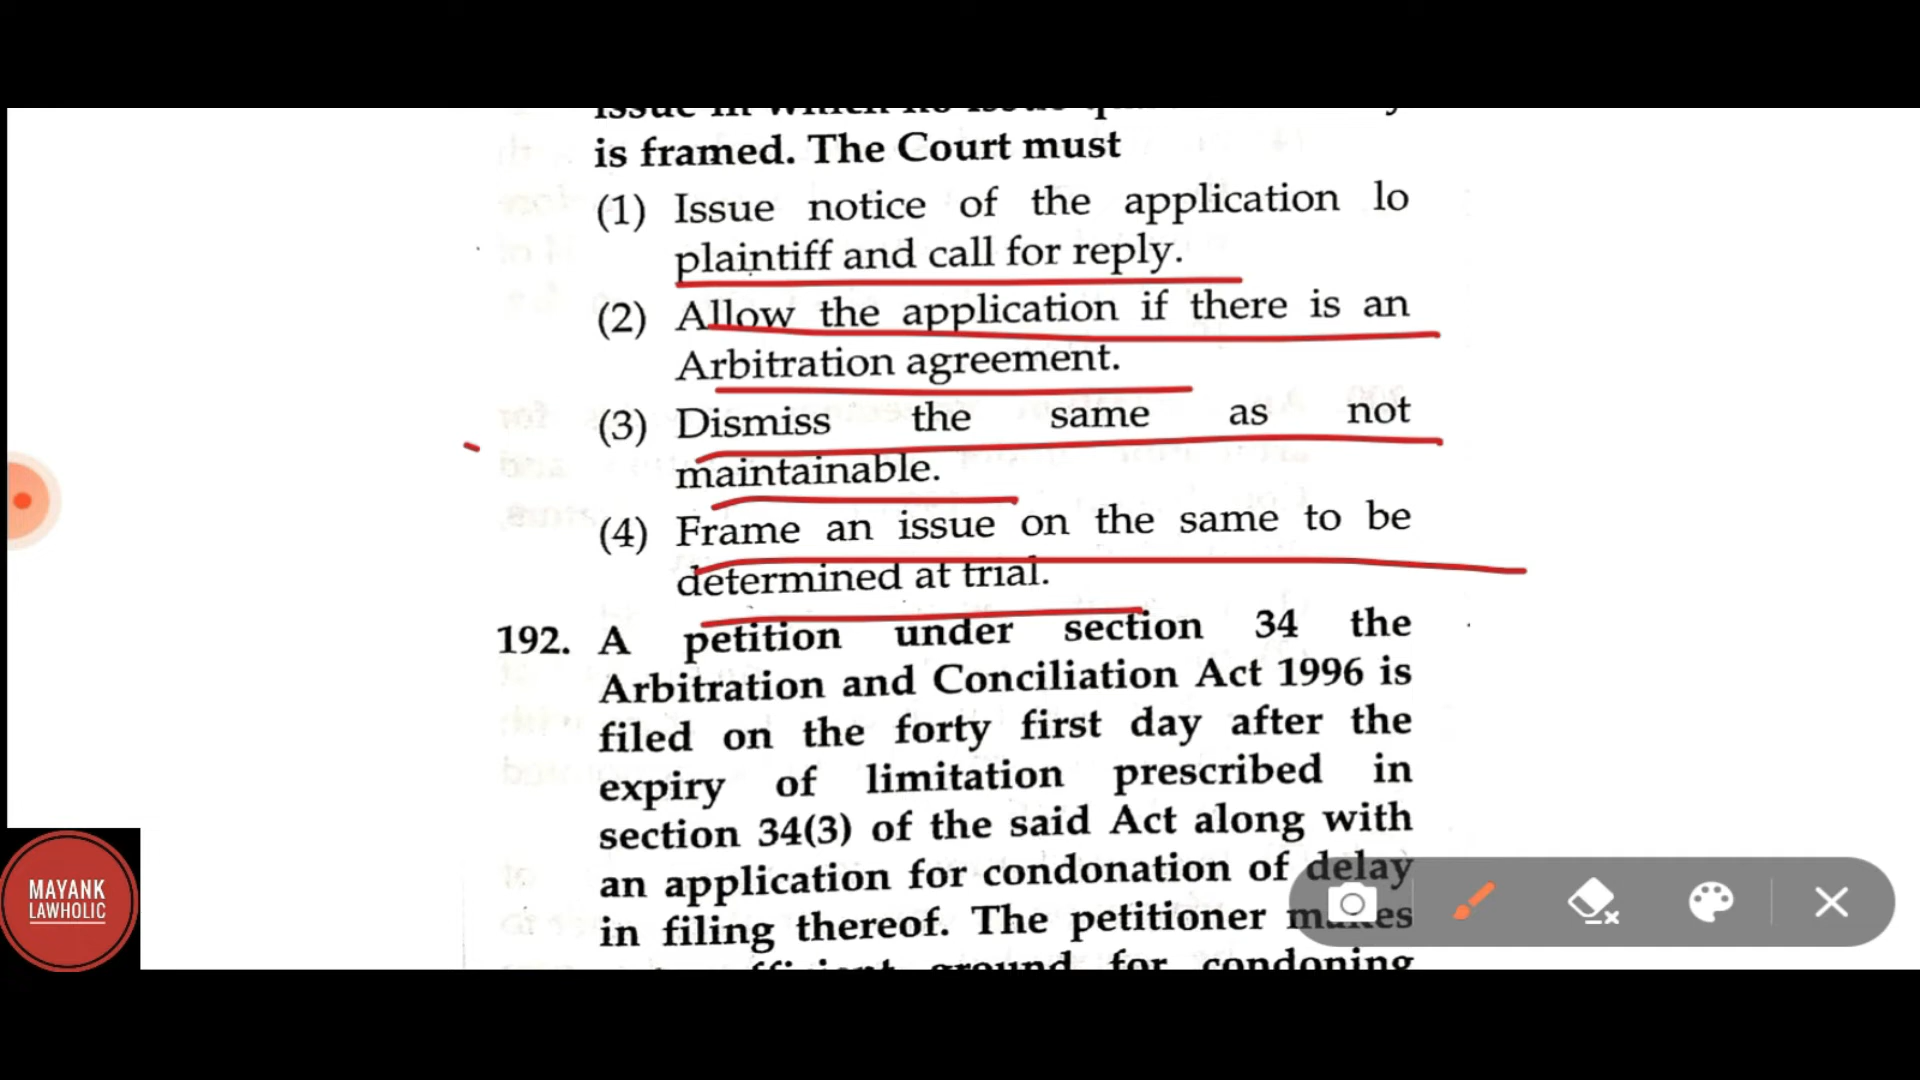 is framed. The Court must
(1) Issue notice of the application lo
plaintiff and call for reply.
(2) Allow the application if there is an
Arbitration agreement.
(3) Dismiss the same as not
maintainable.
(4) Frame an issue on the same to be
determined at trial.
192. A petition under section 34 the
Arbitration and Conciliation Act 1996 is
filed on the forty first day after the
expiry of limitation prescribed in
section 34(3) of the said Act along with
an application for condonation of delay
in filing thereof. The petitioner makes
ground for condoning
MAYANK
LAWHOLIC